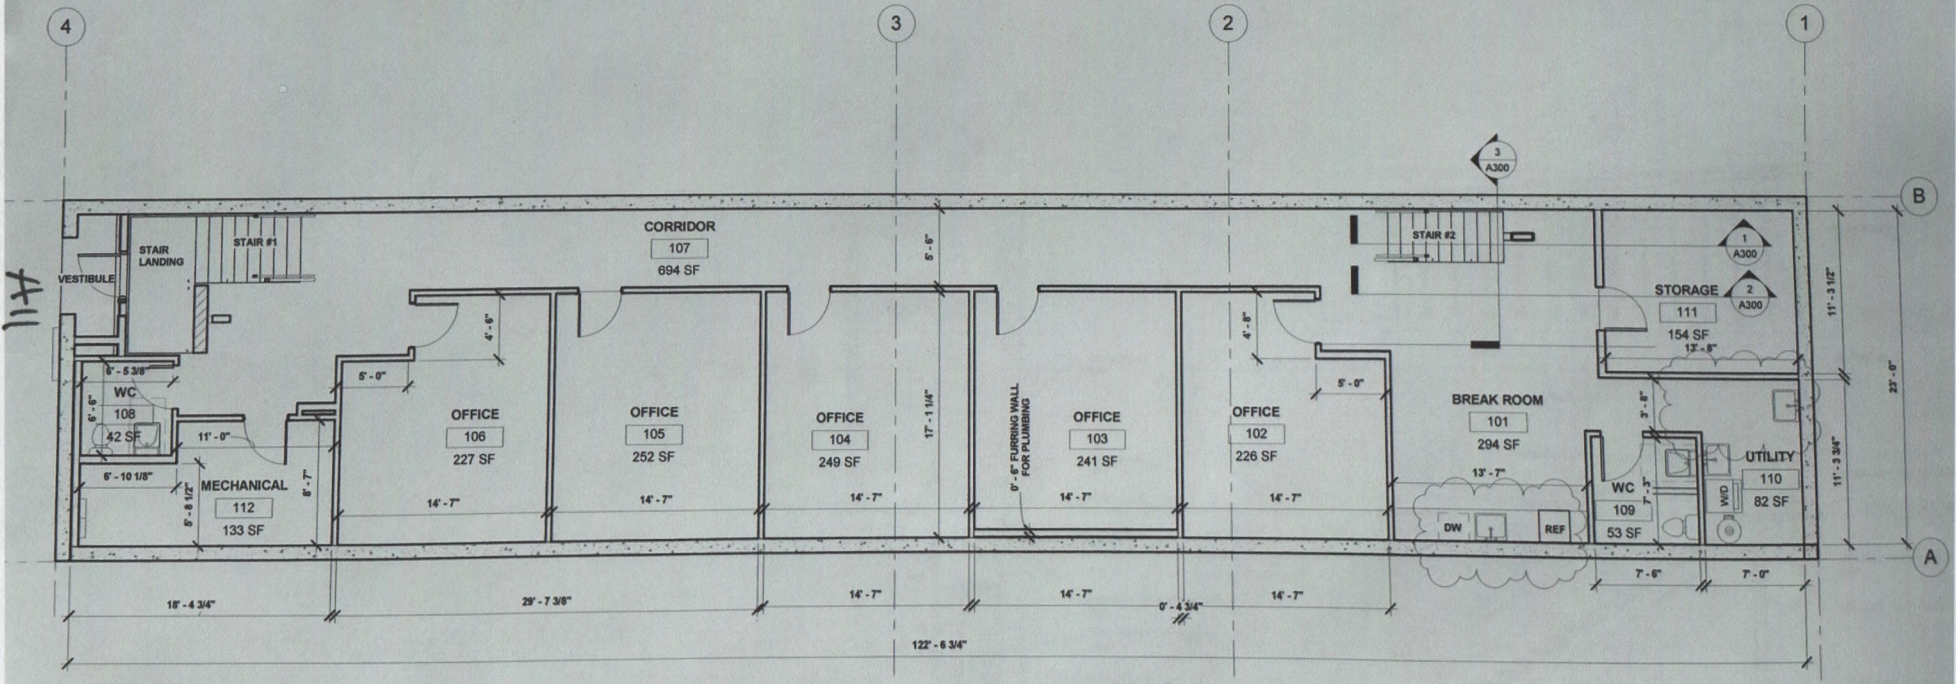 4
3
2
1
3
A300
B
CORRIDOR
107
694 SF
STAIR #1
STAIR
LANDING
VESTIBULE
5' - 6"
STAIR #2
1
A300
2
A300
STORAGE
111
154 SF
13' - 8"
11' - 3 1/2"
23' - 0"
4' - 6"
4' - 8"
6' - 5 3/8"
WC
108
42 SF
6' - 6"
5' - 0"
11' - 0"
6' - 10 1/8"
MECHANICAL
112
133 SF
5' - 8 1/2"
8' - 7"
OFFICE
106
227 SF
14' - 7"
OFFICE
105
252 SF
14' - 7"
OFFICE
104
249 SF
14' - 7"
17' - 1 1/4"
0' - 6" FURRING WALL
FOR PLUMBING
OFFICE
103
241 SF
14' - 7"
OFFICE
102
226 SF
14' - 7"
5' - 0"
BREAK ROOM
101
294 SF
13' - 7"
DW
REF
3' - 8"
WC
109
53 SF
7' - 3"
W/D
UTILITY
110
82 SF
11' - 3 3/4"
A
18' - 4 3/4"
29' - 7 3/8"
14' - 7"
14' - 7"
0' - 4 3/4"
14' - 7"
7' - 6"
7' - 0"
122' - 6 3/4"